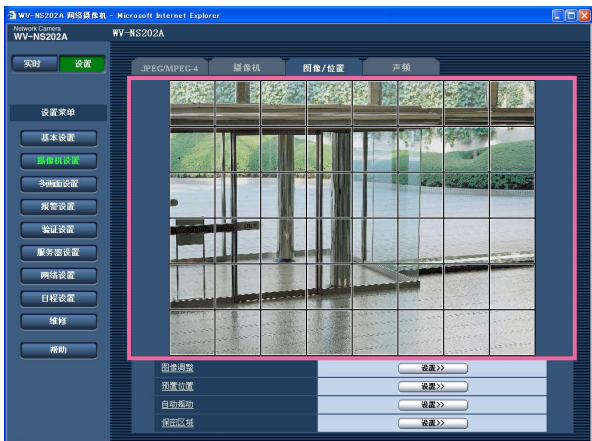 WV-NS202A 网络摄像机 - Microsoft Internet Explorer
Network Camera
WV-NS202A
WV-NS202A
实时 设置
JPEG/MPEG-4 摄像机 图像/位置 声频
设置菜单
基本设置
摄像机设置
多画面设置
报警设置
验证设置
服务器设置
网络设置
日程设置
维修
帮助
图像调整 设置>>
预置位置 设置>>
自动摇动 设置>>
保密区域 设置>>